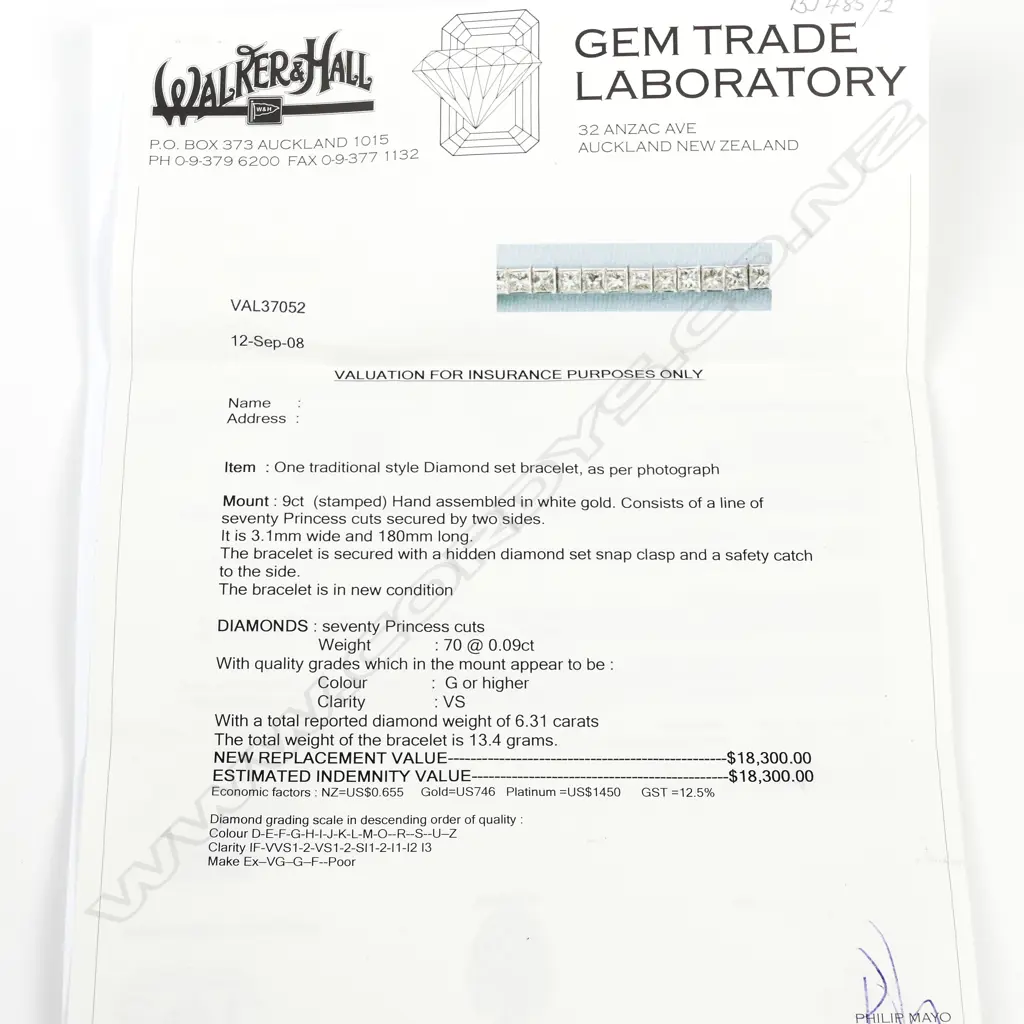 BJ485/2
WALKER & HALL
W&H
P.O. BOX 373 AUCKLAND 1015
PH 0-9-379 6200 FAX 0-9-377 1132
GEM TRADE
LABORATORY
32 ANZAC AVE
AUCKLAND NEW ZEALAND
VAL37052
12-Sep-08
VALUATION FOR INSURANCE PURPOSES ONLY
Name :
Address :
Item : One traditional style Diamond set bracelet, as per photograph
Mount : 9ct (stamped) Hand assembled in white gold. Consists of a line of
seventy Princess cuts secured by two sides.
It is 3.1mm wide and 180mm long.
The bracelet is secured with a hidden diamond set snap clasp and a safety catch
to the side.
The bracelet is in new condition
DIAMONDS : seventy Princess cuts
Weight : 70 @ 0.09ct
With quality grades which in the mount appear to be :
Colour : G or higher
Clarity : VS
With a total reported diamond weight of 6.31 carats
The total weight of the bracelet is 13.4 grams.
NEW REPLACEMENT VALUE-------------------------------------------------$18,300.00
ESTIMATED INDEMNITY VALUE---------------------------------------------$18,300.00
Economic factors : NZ=US$0.655 Gold=US746 Platinum =US$1450 GST =12.5%
Diamond grading scale in descending order of quality :
Colour D-E-F-G-H-I-J-K-L-M-O--R--S--U--Z
Clarity IF-VVS1-2-VS1-2-SI1-2-I1-I2 I3
Make Ex--VG--G--F--Poor
PHILIP MAYO
WWW.CORDYS.CO.NZ